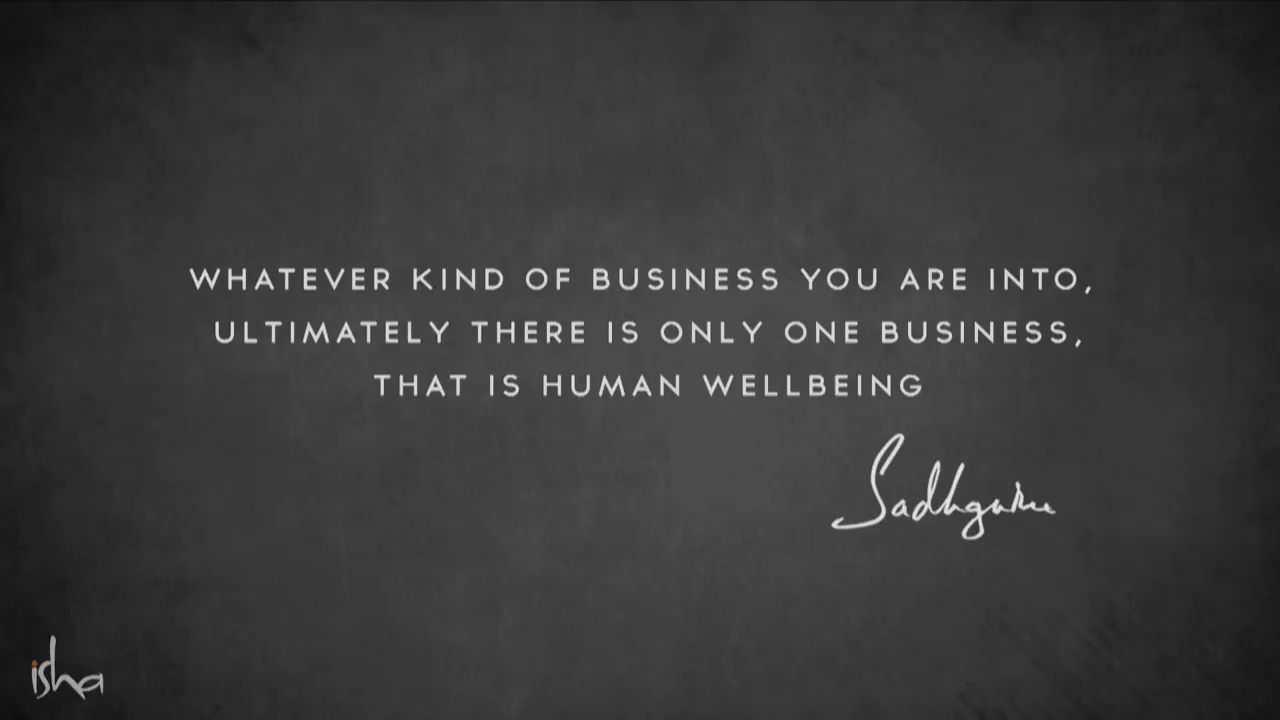 WHATEVER KIND OF BUSINESS YOU ARE INTO,
ULTIMATELY THERE IS ONLY ONE BUSINESS,
THAT IS HUMAN WELLBEING
Sadhguru
isha